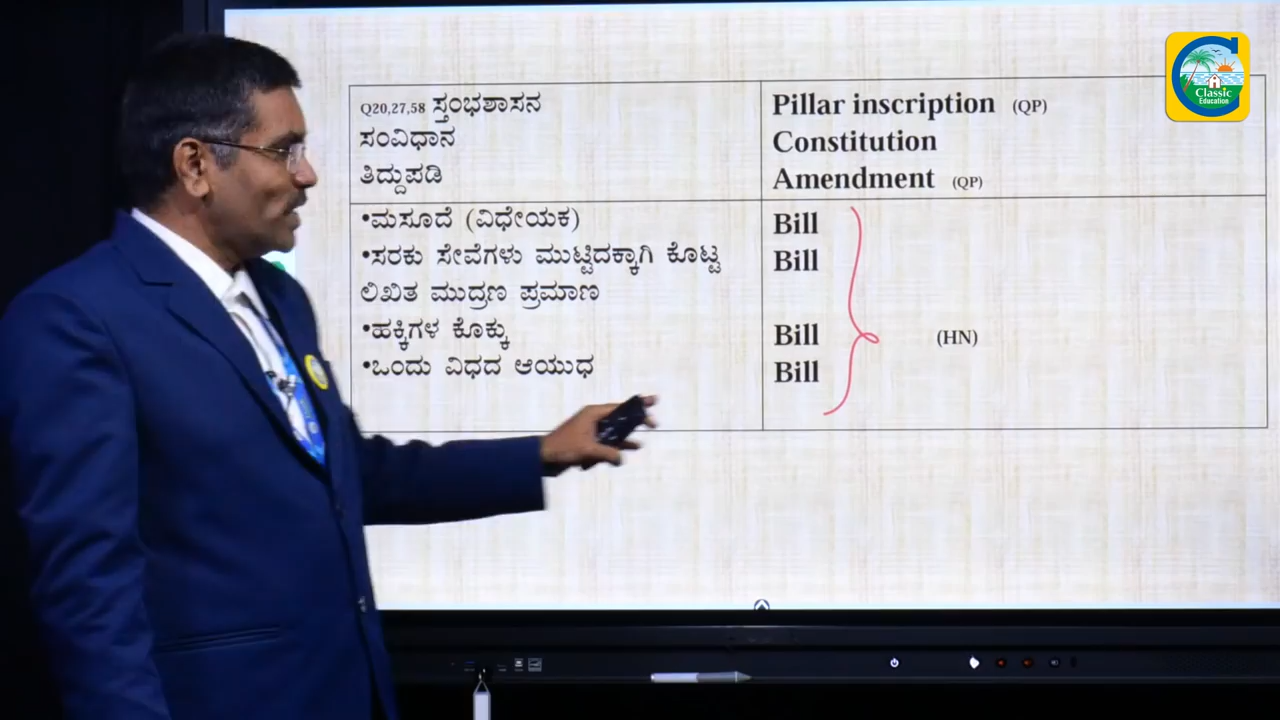 Q20,27,58 ಸ್ತಂಭಶಾಸನ
ಸಂವಿಧಾನ
ತಿದ್ದುಪಡಿ
Pillar inscription (QP)
Constitution
Amendment (QP)
•ಮಸೂದೆ (ವಿಧೇಯಕ)
•ಸರಕು ಸೇವೆಗಳು ಮುಟ್ಟಿದಕ್ಕಾಗಿ ಕೊಟ್ಟ
ಲಿಖಿತ ಮುದ್ರಣ ಪ್ರಮಾಣ
•ಹಕ್ಕಿಗಳ ಕೊಕ್ಕು
•ಒಂದು ವಿಧದ ಆಯುಧ
Bill
Bill
Bill
(HN)
Bill
Classic
Education